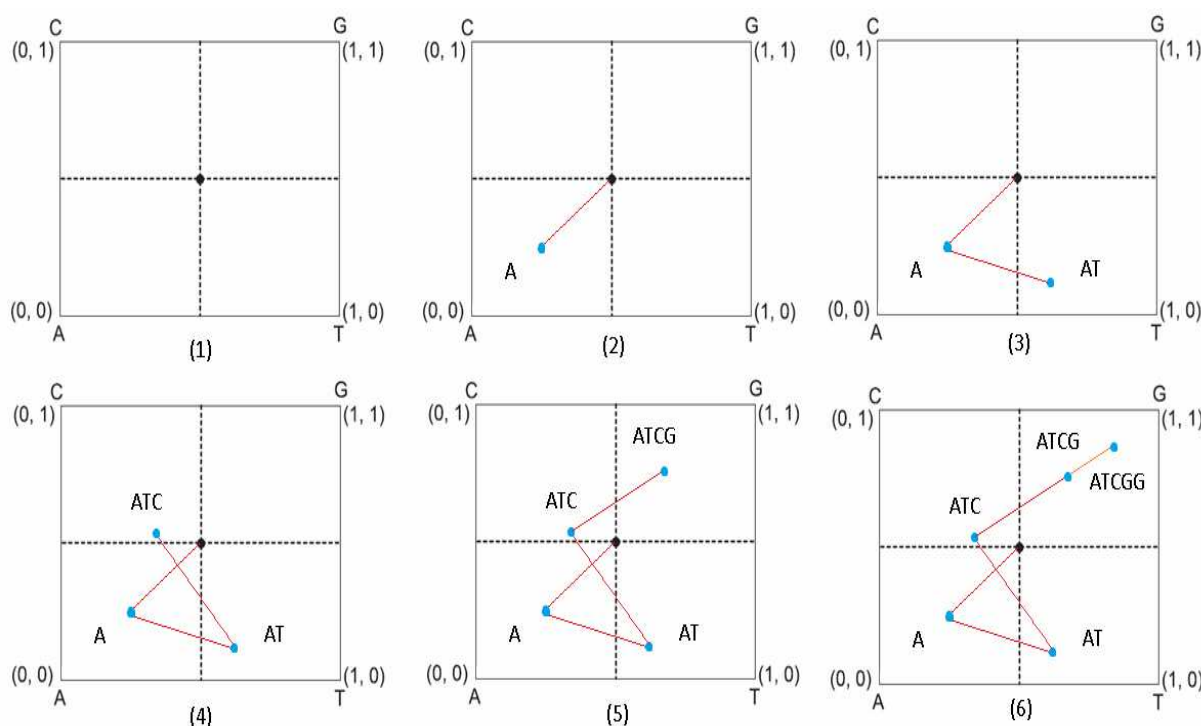 C G
(0, 1) (1, 1)
(0, 0) (1, 0)
A T
(1)
C G
(0, 1) (1, 1)
A
(0, 0) (1, 0)
A T
(2)
C G
(0, 1) (1, 1)
A AT
(0, 0) (1, 0)
A T
(3)
C G
(0, 1) (1, 1)
ATC
A AT
(0, 0) (1, 0)
A T
(4)
C G
(0, 1) (1, 1)
ATCG
ATC
A AT
(0, 0) (1, 0)
A T
(5)
C G
(0, 1) (1, 1)
ATCG
ATCGG
ATC
A AT
(0, 0) (1, 0)
A T
(6)